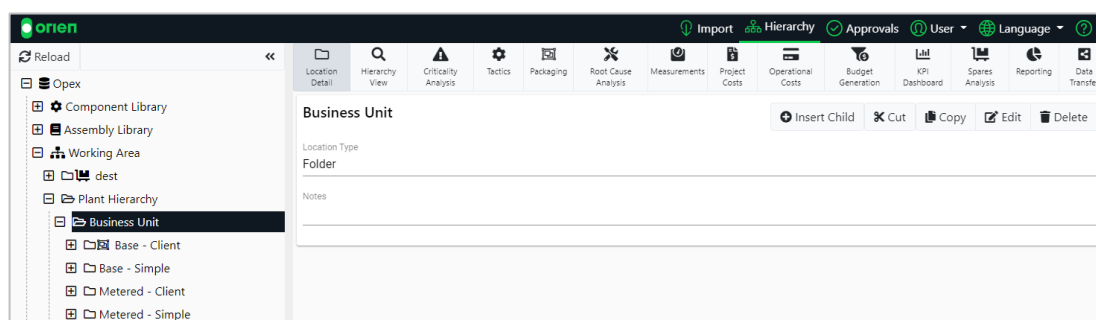 orien
Import Hierarchy Approvals User Language
Reload
Opex
Component Library
Assembly Library
Working Area
dest
Plant Hierarchy
Business Unit
Base - Client
Base - Simple
Metered - Client
Metered - Simple
Location Detail
Hierarchy View
Criticality Analysis
Tactics
Packaging
Root Cause Analysis
Measurements
Project Costs
Operational Costs
Budget Generation
KPI Dashboard
Spares Analysis
Reporting
Data Transfe
Business Unit
Insert Child Cut Copy Edit Delete
Location Type
Folder
Notes